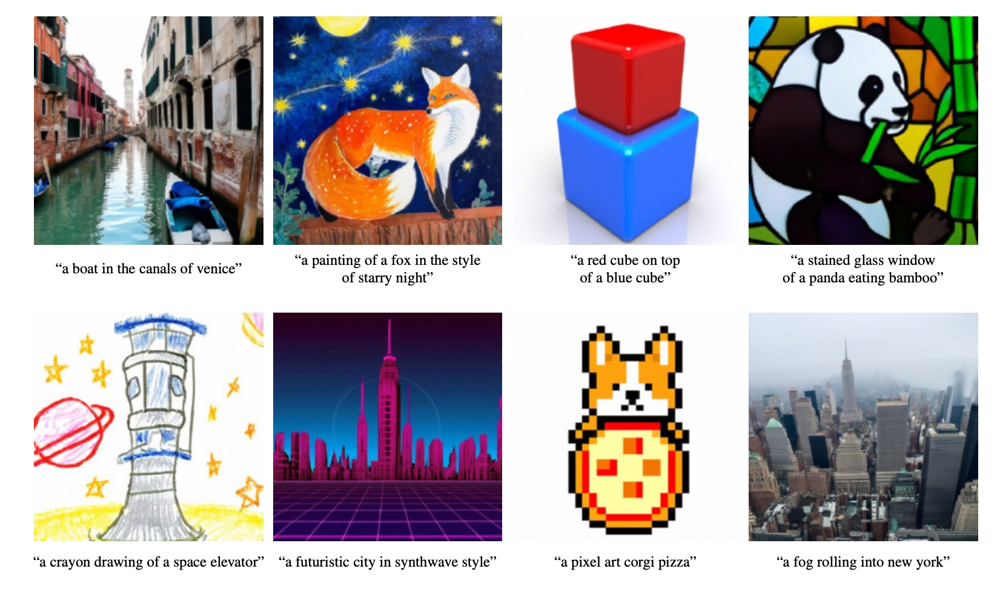 “a boat in the canals of venice”
“a painting of a fox in the style
of starry night”
“a red cube on top
of a blue cube”
“a stained glass window
of a panda eating bamboo”
“a crayon drawing of a space elevator”
“a futuristic city in synthwave style”
“a pixel art corgi pizza”
“a fog rolling into new york”